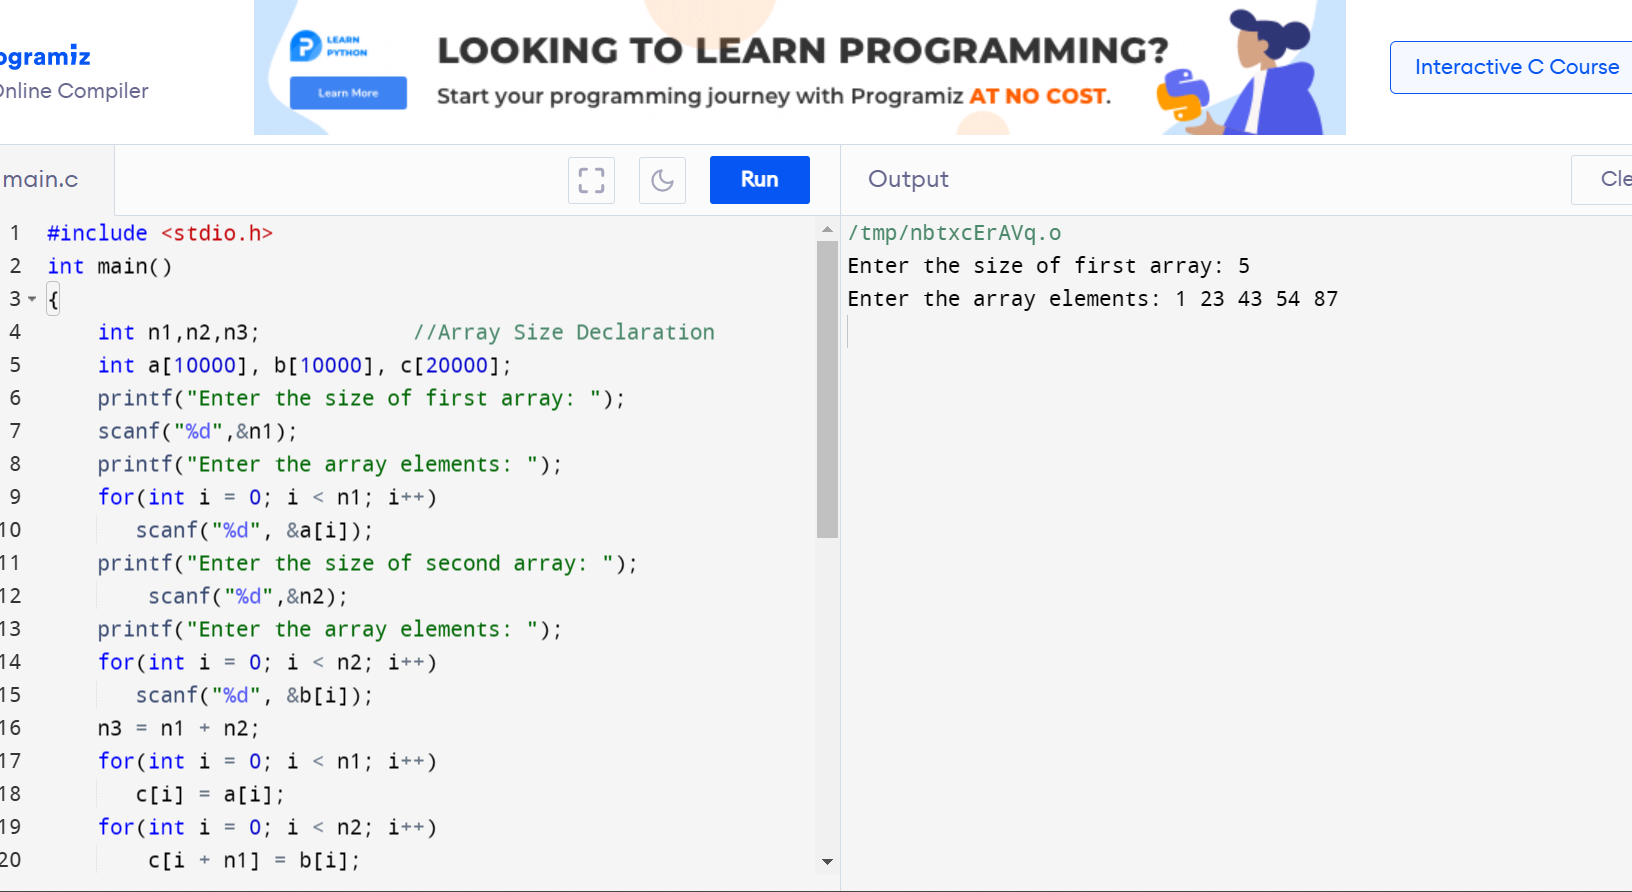 ogramiz
Online Compiler
LEARN
PYTHON
Learn More
LOOKING TO LEARN PROGRAMMING?
Start your programming journey with Programiz AT NO COST.
Interactive C Course
main.c
Run
Output
Cle
1 #include <stdio.h>
2 int main()
3 {
4     int n1,n2,n3;            //Array Size Declaration
5     int a[10000], b[10000], c[20000];
6     printf("Enter the size of first array: ");
7     scanf("%d",&n1);
8     printf("Enter the array elements: ");
9     for(int i = 0; i < n1; i++)
10        scanf("%d", &a[i]);
11    printf("Enter the size of second array: ");
12        scanf("%d",&n2);
13    printf("Enter the array elements: ");
14    for(int i = 0; i < n2; i++)
15       scanf("%d", &b[i]);
16    n3 = n1 + n2;
17    for(int i = 0; i < n1; i++)
18       c[i] = a[i];
19    for(int i = 0; i < n2; i++)
20        c[i + n1] = b[i];
/tmp/nbtxcErAVq.o
Enter the size of first array: 5
Enter the array elements: 1 23 43 54 87